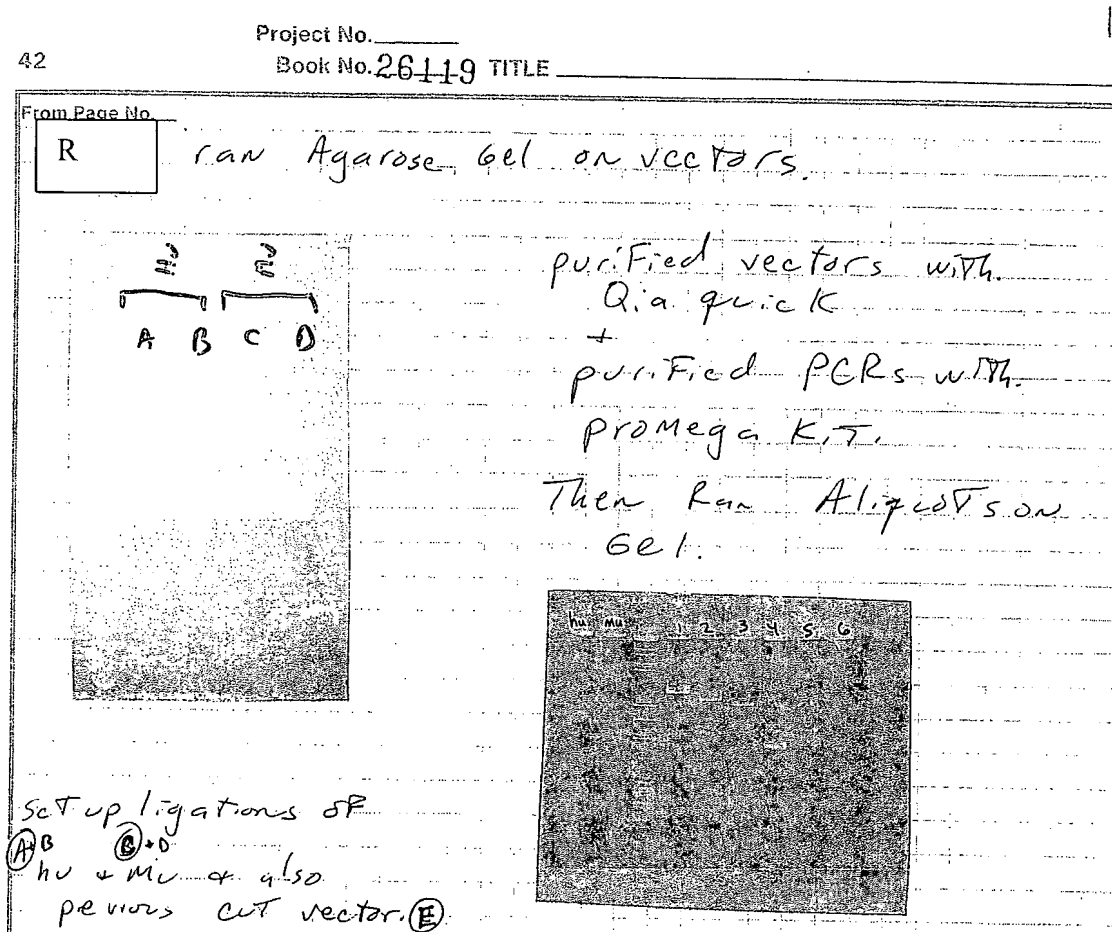 Project No.
42
Book No. 26119 TITLE
From Page No.
R
ran Agarose Gel on vectors.
hu mu
A B C D
purified vectors with
Qia quick
+
purified PCRs with
promega KiT.
Then Ran AliquoTs on
Gel.
hu mu 1 2 3 4 5 6
SeT up ligations of
A+B C+D
hu + Mu + also
pevious cuT vector. E